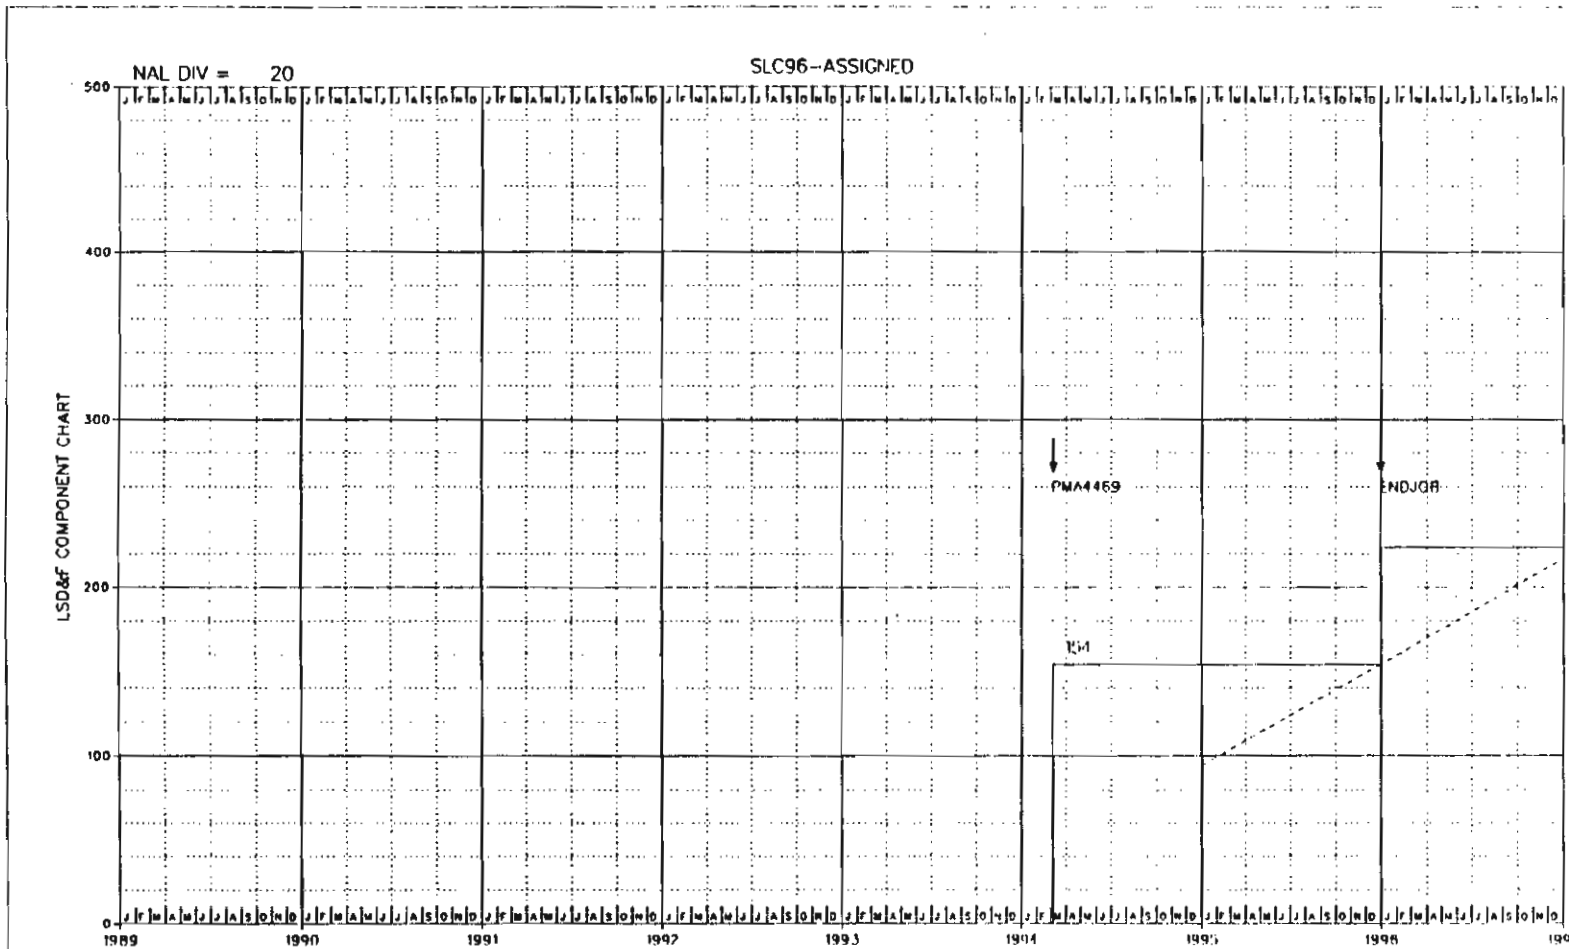 SLC96-ASSIGNED
NAL DIV = 20
LSD&F COMPONENT CHART
500
J F M A M J J A S O N D J F M A M J J A S O N D J F M A M J J A S O N D J F M A M J J A S O N D J F M A M J J A S O N D J F M A M J J A S O N D J F M A M J J A S O N D J F M A M J J A S O N D
400
300
PMA4469
200
154
100
0
J F M A M J J A S O N D J F M A M J J A S O N D J F M A M J J A S O N D J F M A M J J A S O N D J F M A M J J A S O N D J F M A M J J A S O N D J F M A M J J A S O N D J F M A M J J A S O N D
1989 1990 1991 1992 1993 1994 1995 1996